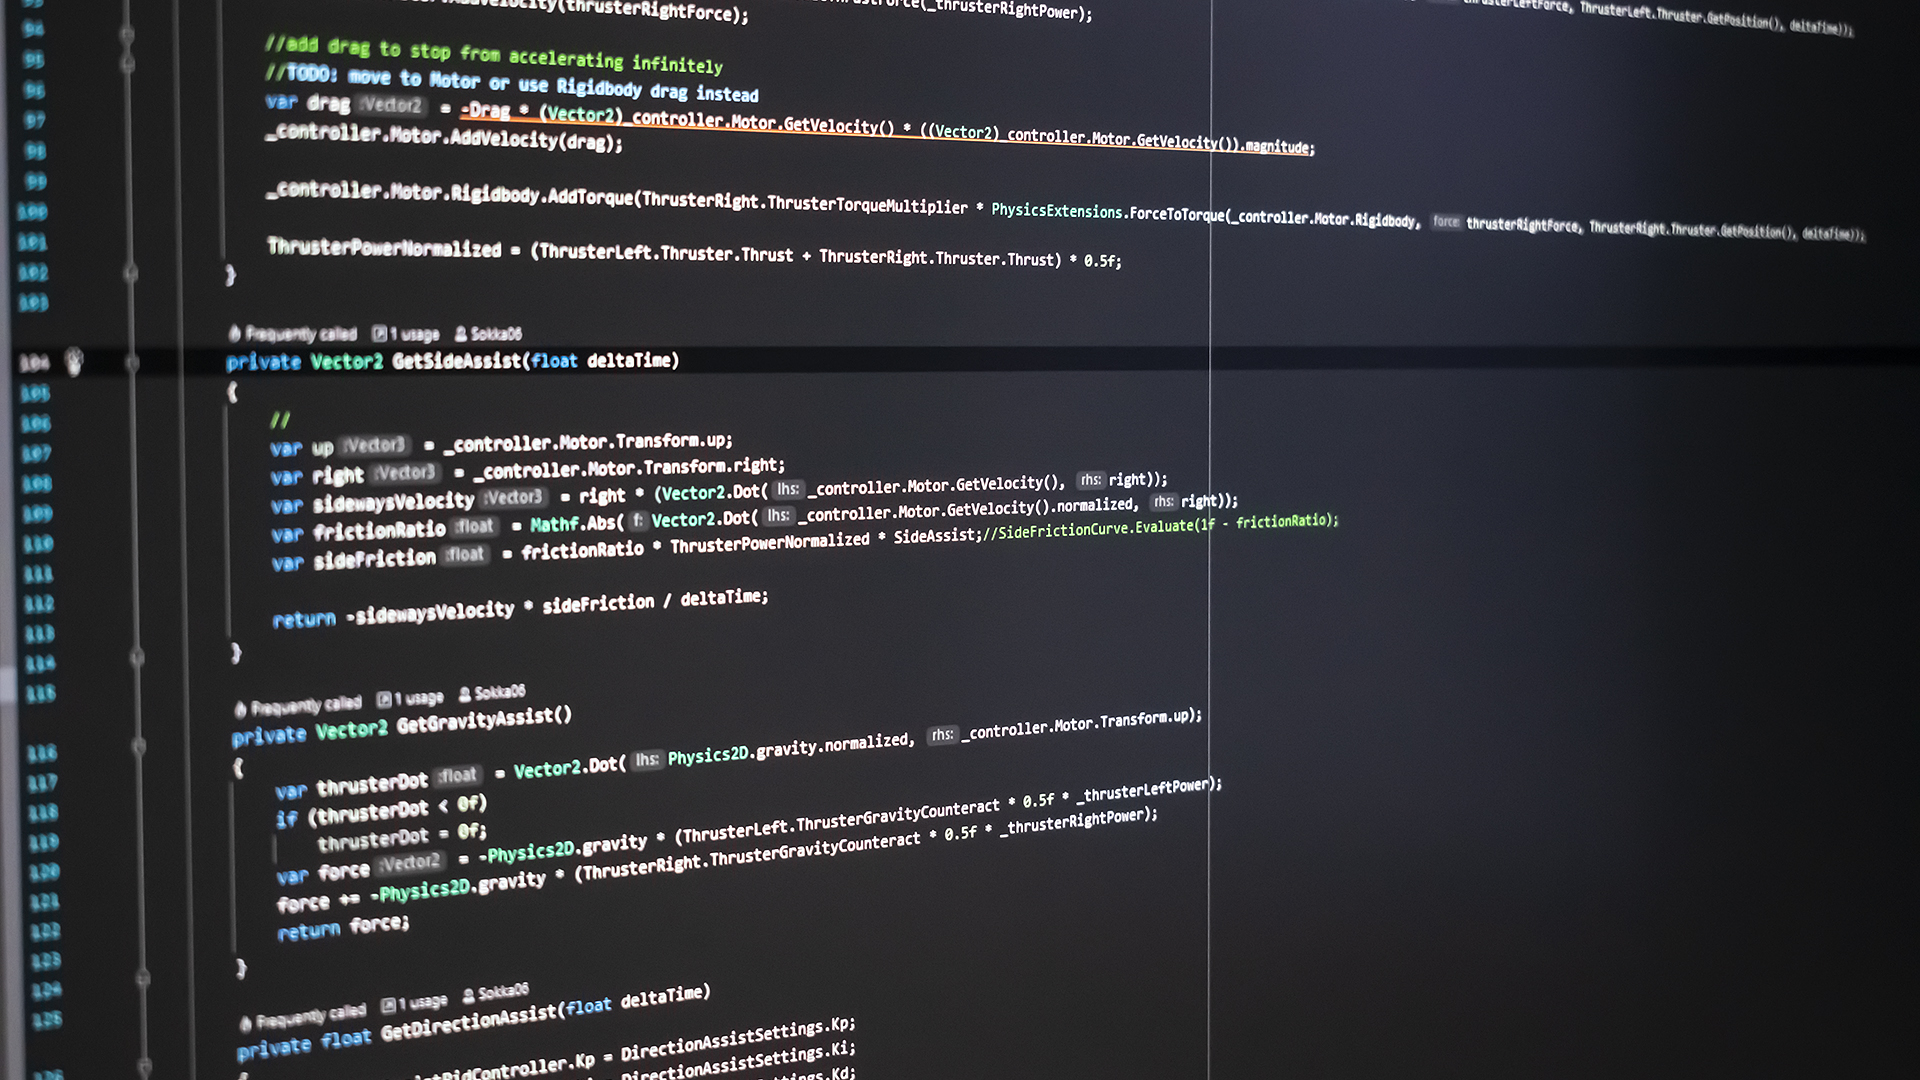 thrusterLeftForce, ThrusterLeft.Thruster.GetPosition(), deltaTime));
94
95
96
97
98
99
100
101
102
103
(thrusterRightForce);
(_thrusterRightPower);
//add drag to stop from accelerating infinitely
//TODO: move to Motor or use Rigidbody drag instead
var drag :Vector2 = -Drag * (Vector2)_controller.Motor.GetVelocity() * ((Vector2)_controller.Motor.GetVelocity()).magnitude;
_controller.Motor.AddVelocity(drag);
_controller.Motor.Rigidbody.AddTorque(ThrusterRight.ThrusterTorqueMultiplier * PhysicsExtensions.ForceToTorque(_controller.Motor.Rigidbody, force: thrusterRightForce, ThrusterRight.Thruster.GetPosition(), deltaTime));
ThrusterPowerNormalized = (ThrusterLeft.Thruster.Thrust + ThrusterRight.Thruster.Thrust) * 0.5f;
}
Frequently called 1 usage Sokka06
104 private Vector2 GetSideAssist(float deltaTime)
105 {
106 //
107 var up :Vector3 = _controller.Motor.Transform.up;
108 var right :Vector3 = _controller.Motor.Transform.right;
109 var sidewaysVelocity :Vector3 = right * (Vector2.Dot( lhs: _controller.Motor.GetVelocity(), rhs: right));
110 var frictionRatio :float = Mathf.Abs( f: Vector2.Dot( lhs: _controller.Motor.GetVelocity().normalized, rhs: right));
111 var sideFriction :float = frictionRatio * ThrusterPowerNormalized * SideAssist;//SideFrictionCurve.Evaluate(1f - frictionRatio);
112
113 return -sidewaysVelocity * sideFriction / deltaTime;
114 }
115
Frequently called 1 usage Sokka06
116 private Vector2 GetGravityAssist()
117 {
118 var thrusterDot :float = Vector2.Dot( lhs: Physics2D.gravity.normalized, rhs: _controller.Motor.Transform.up);
119 if (thrusterDot < 0f)
120 thrusterDot = 0f;
121 var force :Vector2 = -Physics2D.gravity * (ThrusterLeft.ThrusterGravityCounteract * 0.5f * _thrusterLeftPower);
122 force += -Physics2D.gravity * (ThrusterRight.ThrusterGravityCounteract * 0.5f * _thrusterRightPower);
123 return force;
124 }
125
Frequently called 1 usage Sokka06
126 private float GetDirectionAssist(float deltaTime)
{
PidController.Kp = DirectionAssistSettings.Kp;
DirectionAssistSettings.Ki;
Settings.Kd;